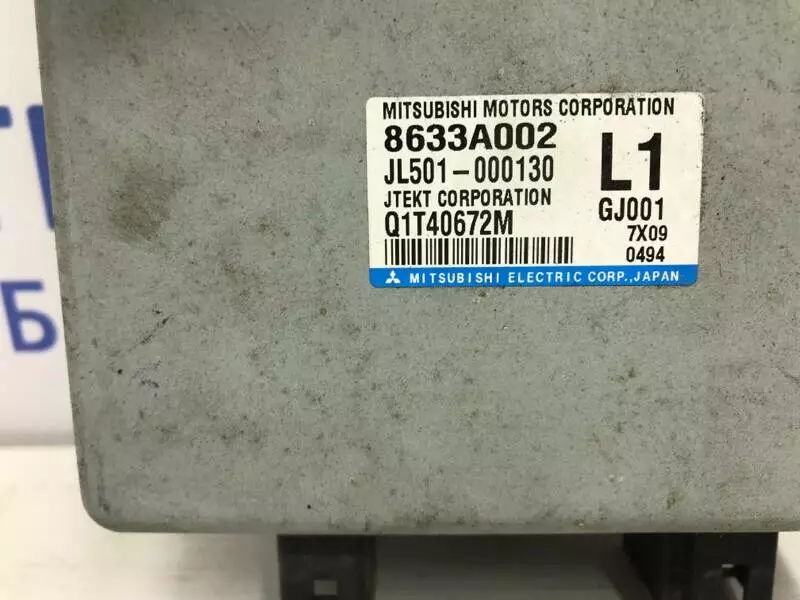 MITSUBISHI MOTORS CORPORATION
8633A002
JL501-000130
L1
JTEKT CORPORATION
GJ001
Q1T40672M
7X09
0494
MITSUBISHI ELECTRIC CORP., JAPAN